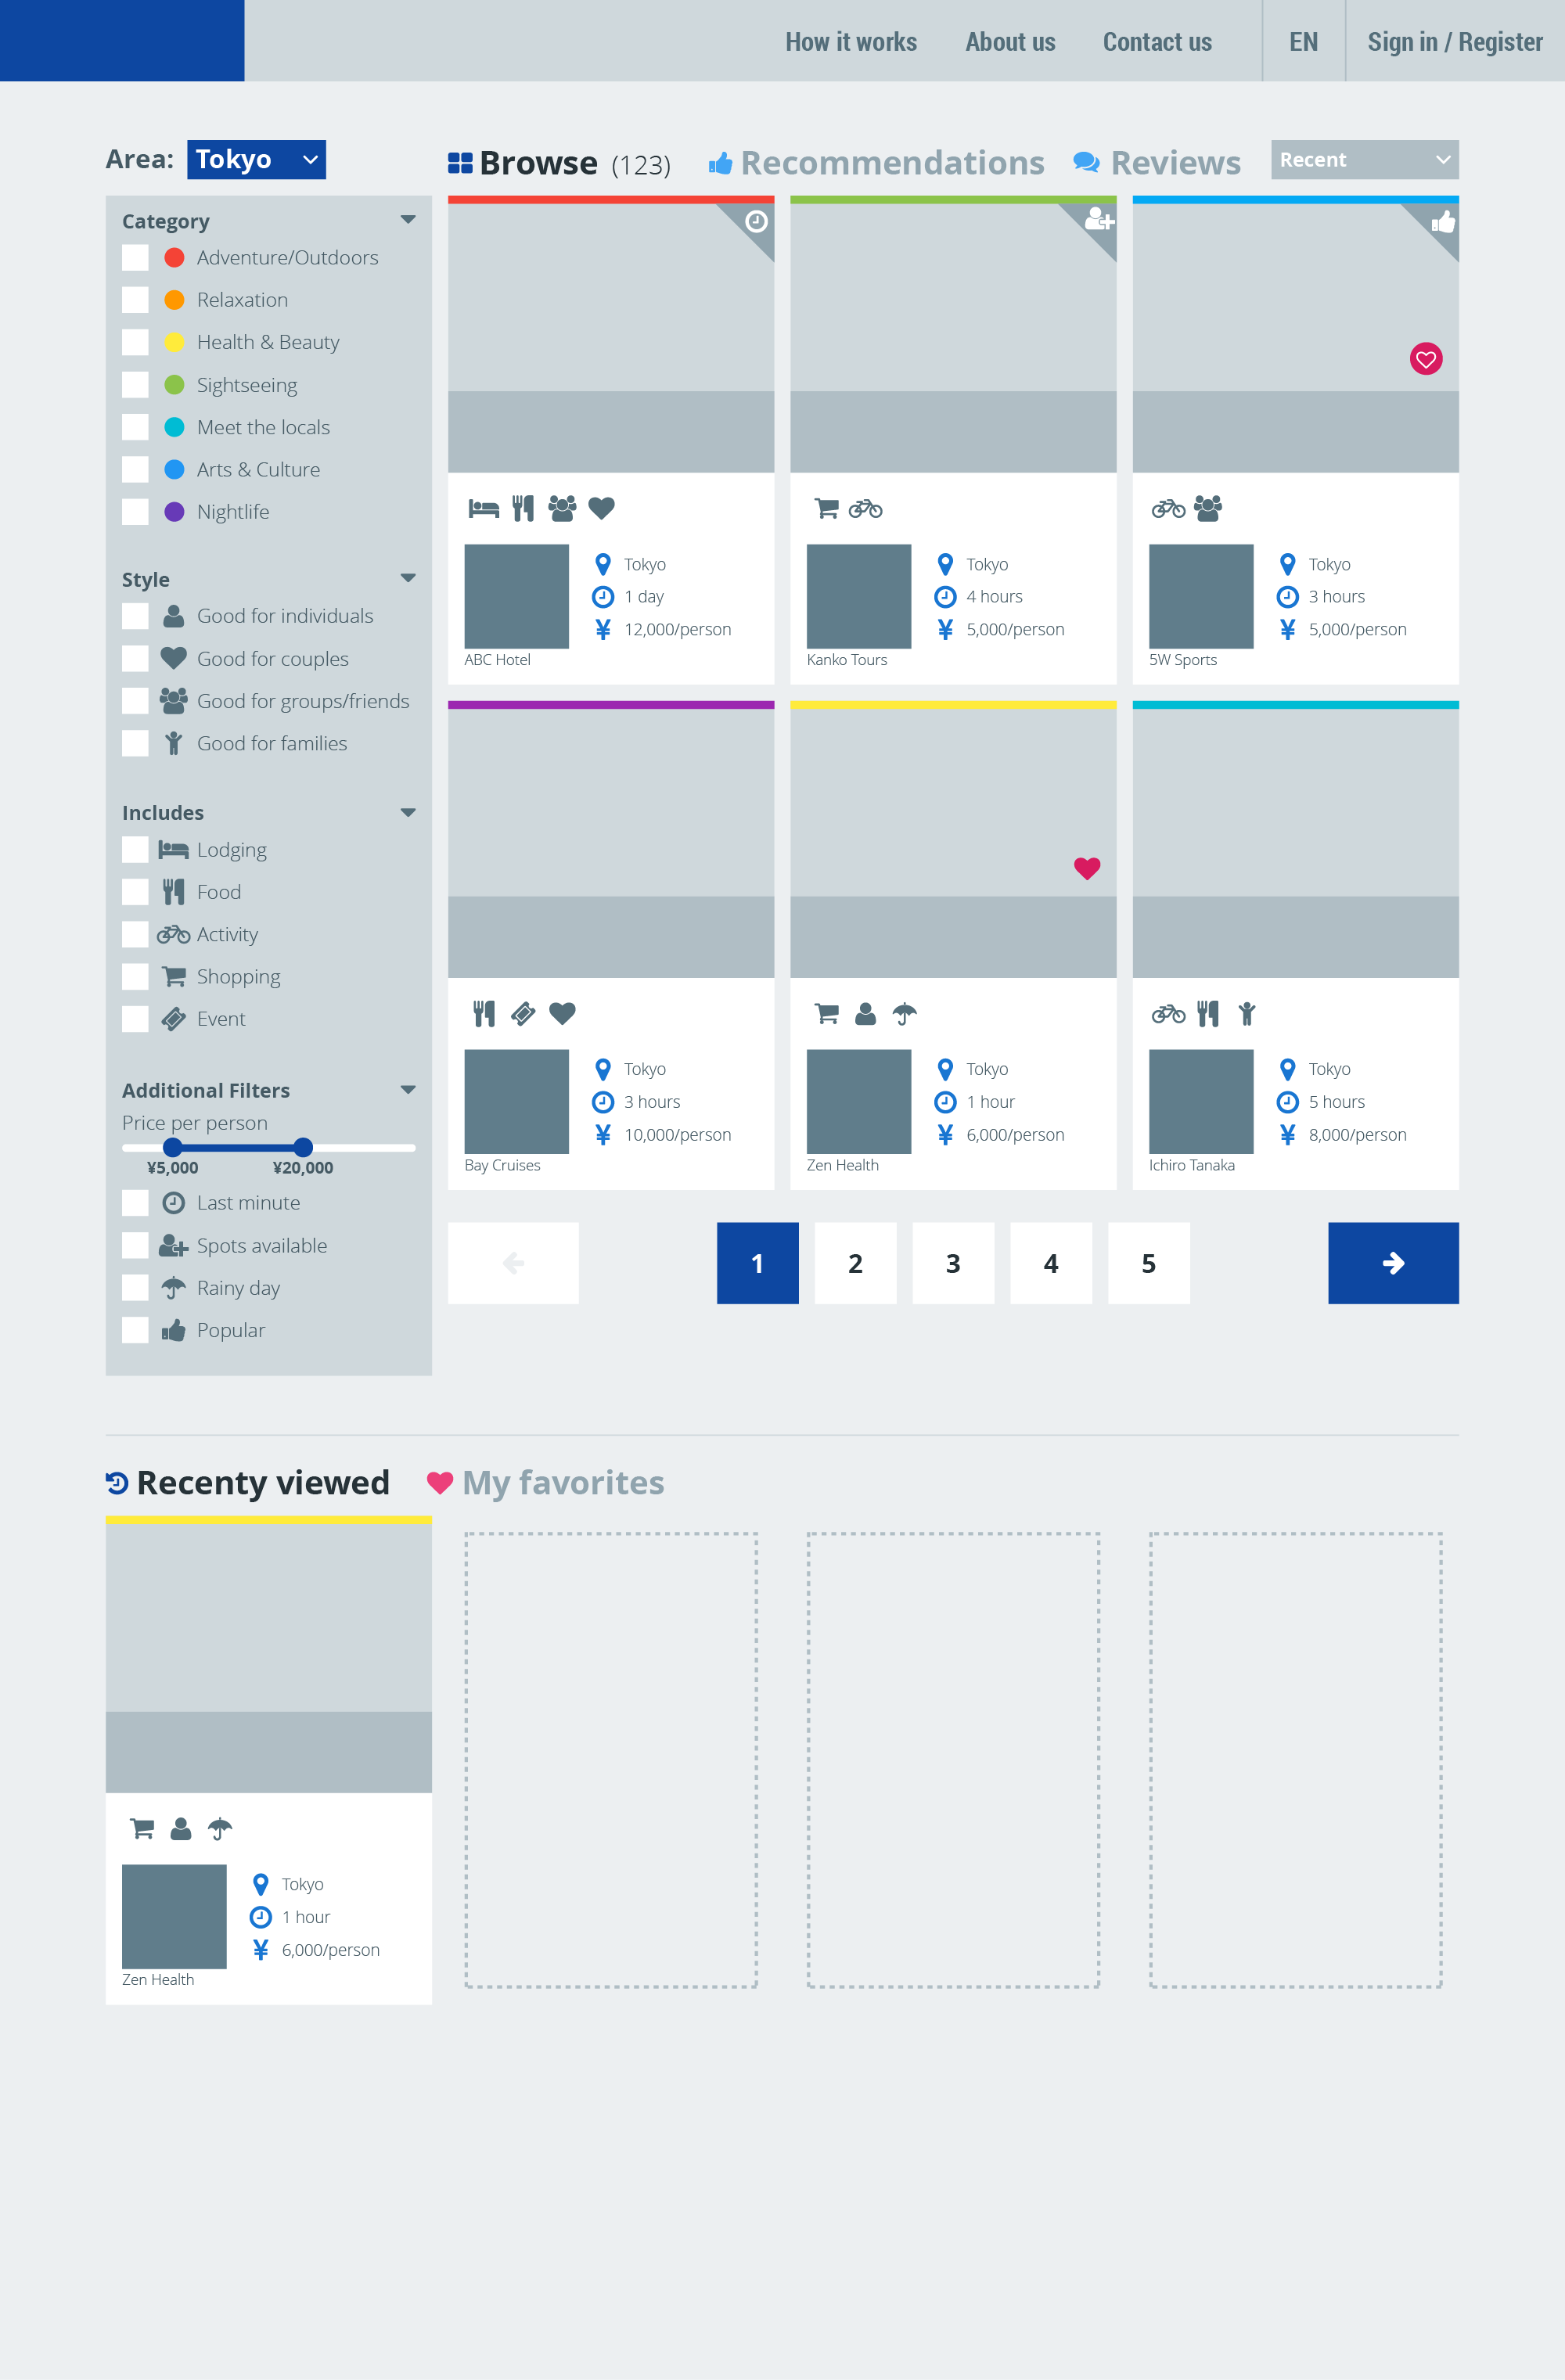 How it works About us Contact us EN Sign in / Register
Area: Tokyo
Browse (123) Recommendations Reviews Recent
Category
Adventure/Outdoors
Relaxation
Health & Beauty
Sightseeing
Meet the locals
Arts & Culture
Nightlife
Style
Good for individuals
Good for couples
Good for groups/friends
Good for families
Includes
Lodging
Food
Activity
Shopping
Event
Additional Filters
Price per person
¥5,000 ¥20,000
Last minute
Spots available
Rainy day
Popular
Tokyo
1 day
¥ 12,000/person
ABC Hotel
Tokyo
4 hours
¥ 5,000/person
Kanko Tours
Tokyo
3 hours
¥ 5,000/person
5W Sports
Tokyo
3 hours
¥ 10,000/person
Bay Cruises
Tokyo
1 hour
¥ 6,000/person
Zen Health
Tokyo
5 hours
¥ 8,000/person
Ichiro Tanaka
1 2 3 4 5
Recenty viewed My favorites
Tokyo
1 hour
¥ 6,000/person
Zen Health